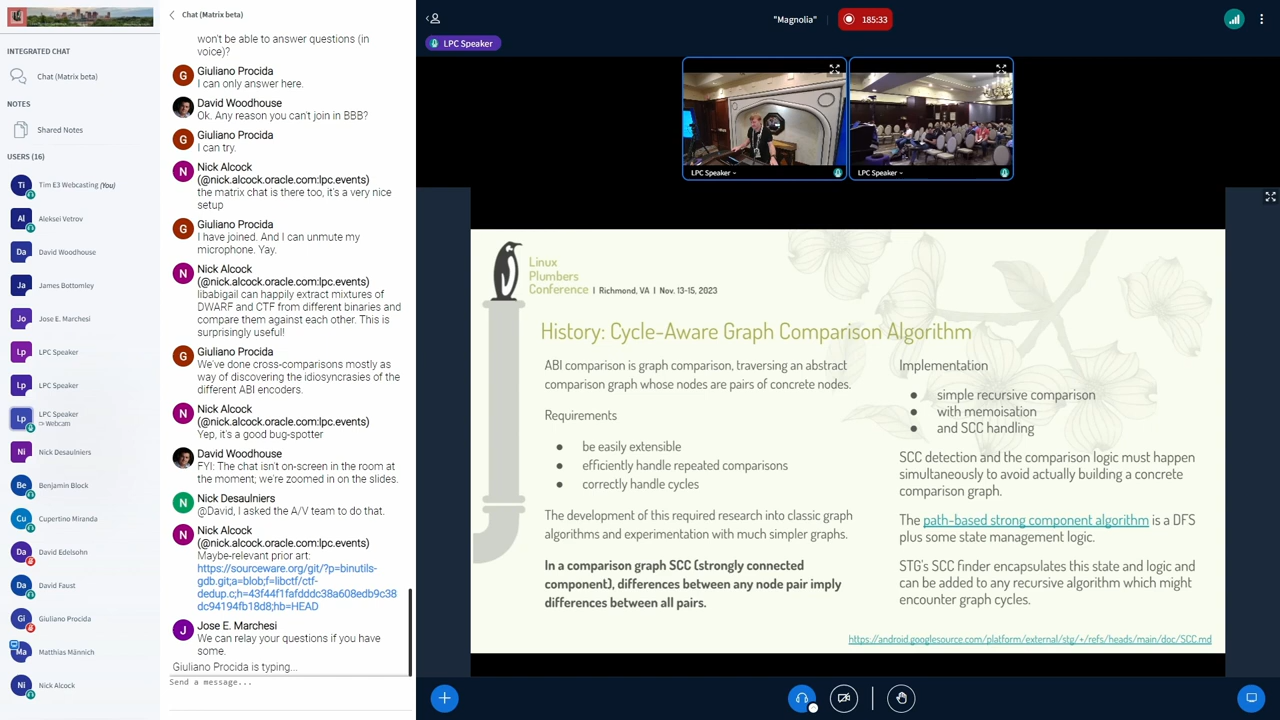 INTEGRATED CHAT
Chat (Matrix beta)
NOTES
Shared Notes
USERS (16)
Ti
Tim E3 Webcasting (You)
Al
Aleksei Vetrov
Da
David Woodhouse
Ja
James Bottomley
Jo
Jose E. Marchesi
Lp
LPC Speaker
Lp
LPC Speaker
Lp
LPC Speaker
Webcam
Ni
Nick Desaulniers
Be
Benjamin Block
Cu
Cupertino Miranda
Da
David Edelsohn
Da
David Faust
Gi
Giuliano Procida
Ma
Matthias Männich
Ni
Nick Alcock
Chat (Matrix beta)
won't be able to answer questions (in
voice)?
G
Giuliano Procida
I can only answer here.
David Woodhouse
Ok. Any reason you can't join in BBB?
G
Giuliano Procida
I can try.
N
Nick Alcock
(@nick.alcock.oracle.com:lpc.events)
the matrix chat is there too, it's a very nice
setup
G
Giuliano Procida
I have joined. And I can unmute my
microphone. Yay.
N
Nick Alcock
(@nick.alcock.oracle.com:lpc.events)
libabigail can happily extract mixtures of
DWARF and CTF from different binaries and
compare them against each other. This is
surprisingly useful!
G
Giuliano Procida
We've done cross-comparisons mostly as
way of discovering the idiosyncrasies of the
different ABI encoders.
N
Nick Alcock
(@nick.alcock.oracle.com:lpc.events)
Yep, it's a good bug-spotter
David Woodhouse
FYI: The chat isn't on-screen in the room at
the moment; we're zoomed in on the slides.
N
Nick Desaulniers
@David, I asked the A/V team to do that.
N
Nick Alcock
(@nick.alcock.oracle.com:lpc.events)
Maybe-relevant prior art:
https://sourceware.org/git/?p=binutils-
gdb.git;a=blob;f=libctf/ctf-
dedup.c;h=43f44f1fafdddc38a608edb9c38
dc94194fb18d8;hb=HEAD
J
Jose E. Marchesi
We can relay your questions if you have
some.
Giuliano Procida is typing...
Send a message...
"Magnolia"
185:33
LPC Speaker
LPC Speaker
LPC Speaker
Linux
Plumbers
Conference | Richmond, VA | Nov. 13-15, 2023
History: Cycle-Aware Graph Comparison Algorithm
ABI comparison is graph comparison, traversing an abstract
comparison graph whose nodes are pairs of concrete nodes.
Requirements
● be easily extensible
● efficiently handle repeated comparisons
● correctly handle cycles
The development of this required research into classic graph
algorithms and experimentation with much simpler graphs.
In a comparison graph SCC (strongly connected
component), differences between any node pair imply
differences between all pairs.
Implementation
● simple recursive comparison
● with memoisation
● and SCC handling
SCC detection and the comparison logic must happen
simultaneously to avoid actually building a concrete
comparison graph.
The path-based strong component algorithm is a DFS
plus some state management logic.
STG's SCC finder encapsulates this state and logic and
can be added to any recursive algorithm which might
encounter graph cycles.
https://android.googlesource.com/platform/external/stg/+/refs/heads/main/doc/SCC.md